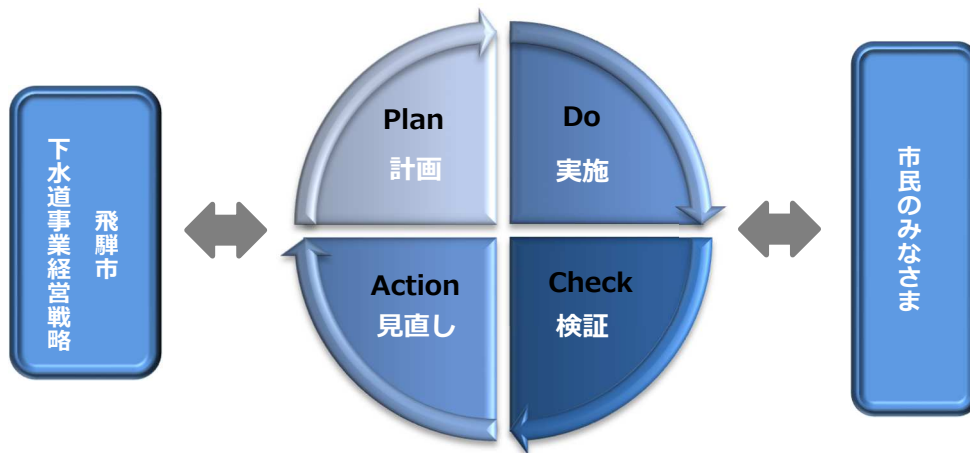 飛騨市
下水道事業経営戦略
Plan
計画
Do
実施
Action
見直し
Check
検証
市民のみなさま